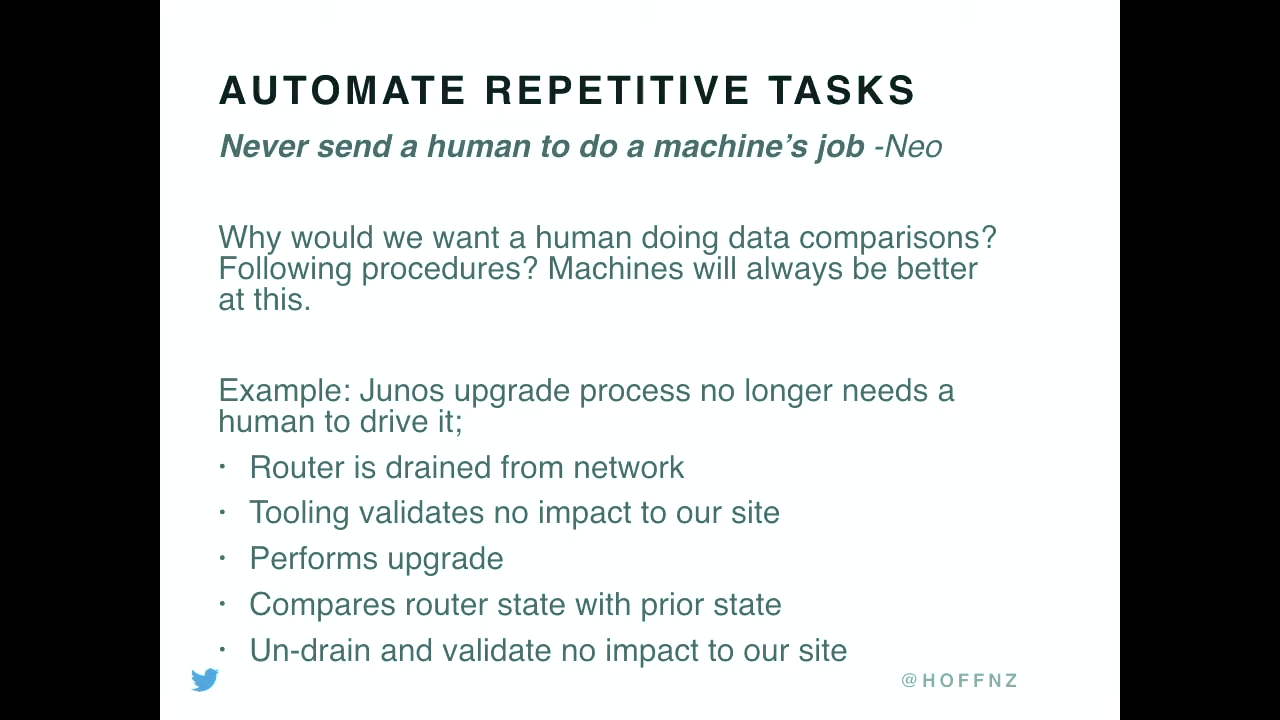 AUTOMATE REPETITIVE TASKS
Never send a human to do a machine’s job -Neo
Why would we want a human doing data comparisons?
Following procedures? Machines will always be better
at this.
Example: Junos upgrade process no longer needs a
human to drive it;
• Router is drained from network
• Tooling validates no impact to our site
• Performs upgrade
• Compares router state with prior state
• Un-drain and validate no impact to our site
@HOFFNZ